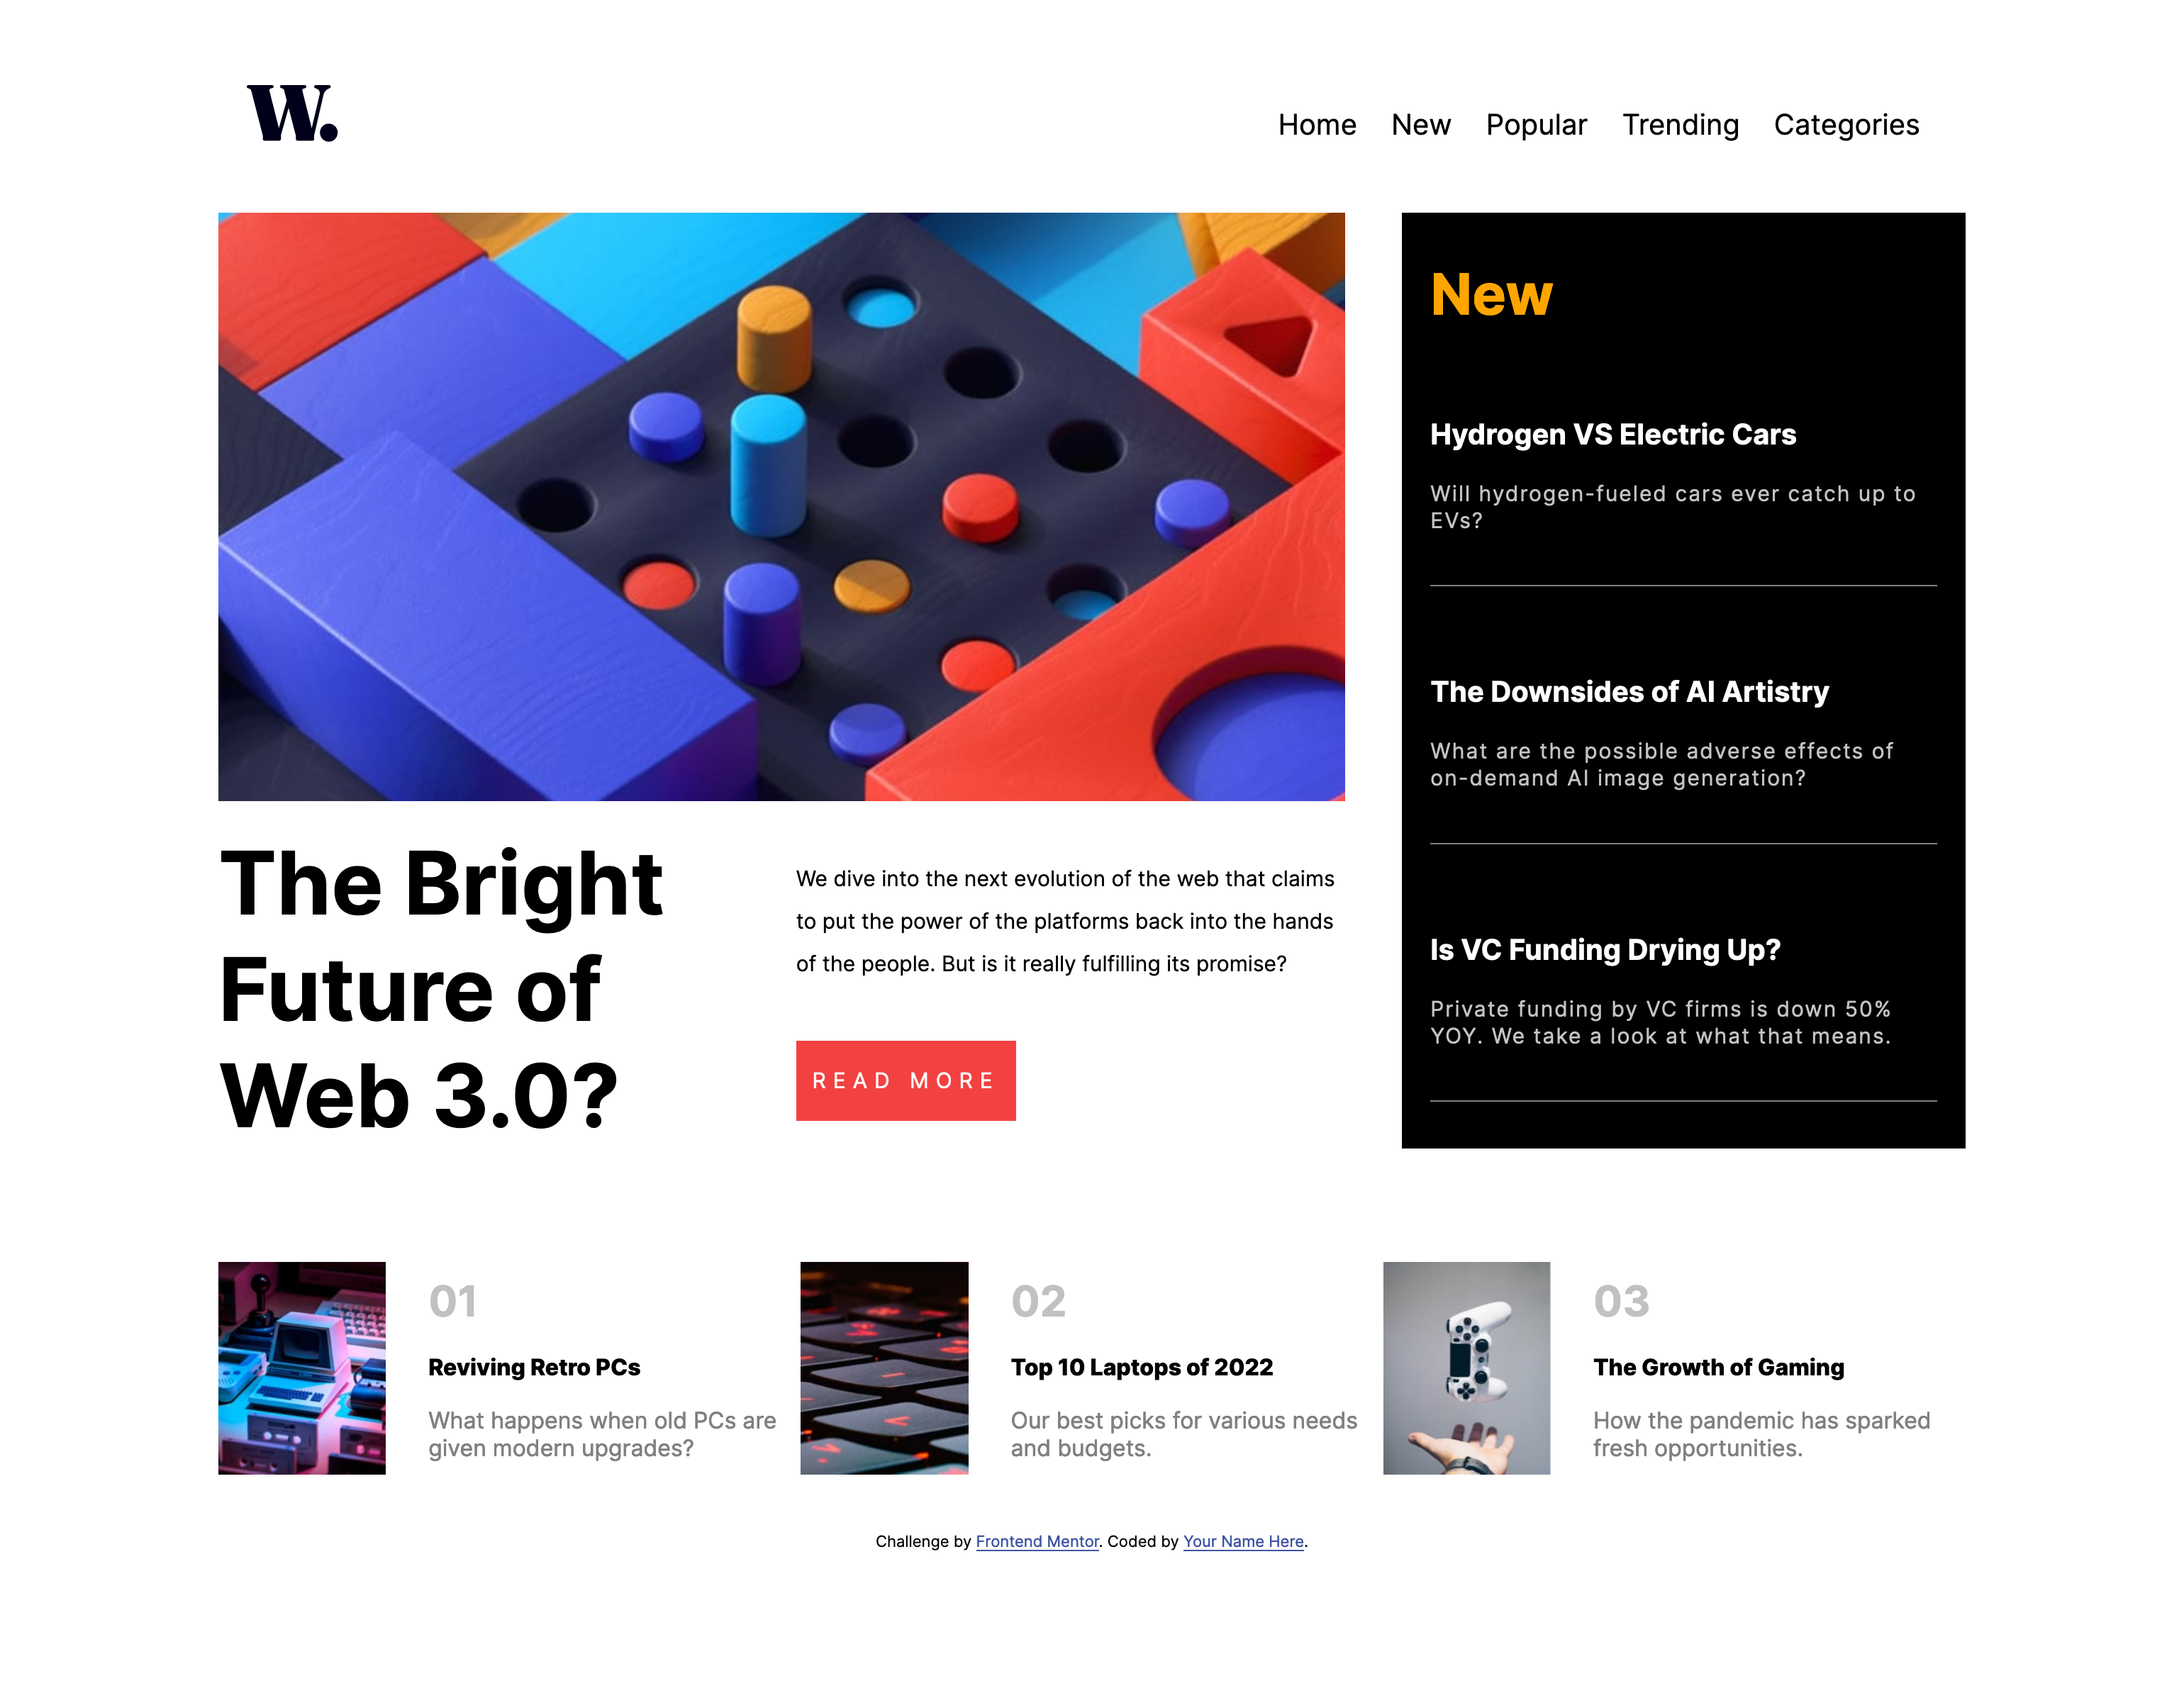 W.
Home New Popular Trending Categories
The Bright
Future of
Web 3.0?
We dive into the next evolution of the web that claims
to put the power of the platforms back into the hands
of the people. But is it really fulfilling its promise?
READ MORE
New
Hydrogen VS Electric Cars
Will hydrogen-fueled cars ever catch up to
EVs?
The Downsides of AI Artistry
What are the possible adverse effects of
on-demand AI image generation?
Is VC Funding Drying Up?
Private funding by VC firms is down 50%
YOY. We take a look at what that means.
01
Reviving Retro PCs
What happens when old PCs are
given modern upgrades?
02
Top 10 Laptops of 2022
Our best picks for various needs
and budgets.
03
The Growth of Gaming
How the pandemic has sparked
fresh opportunities.
Challenge by Frontend Mentor. Coded by Your Name Here.